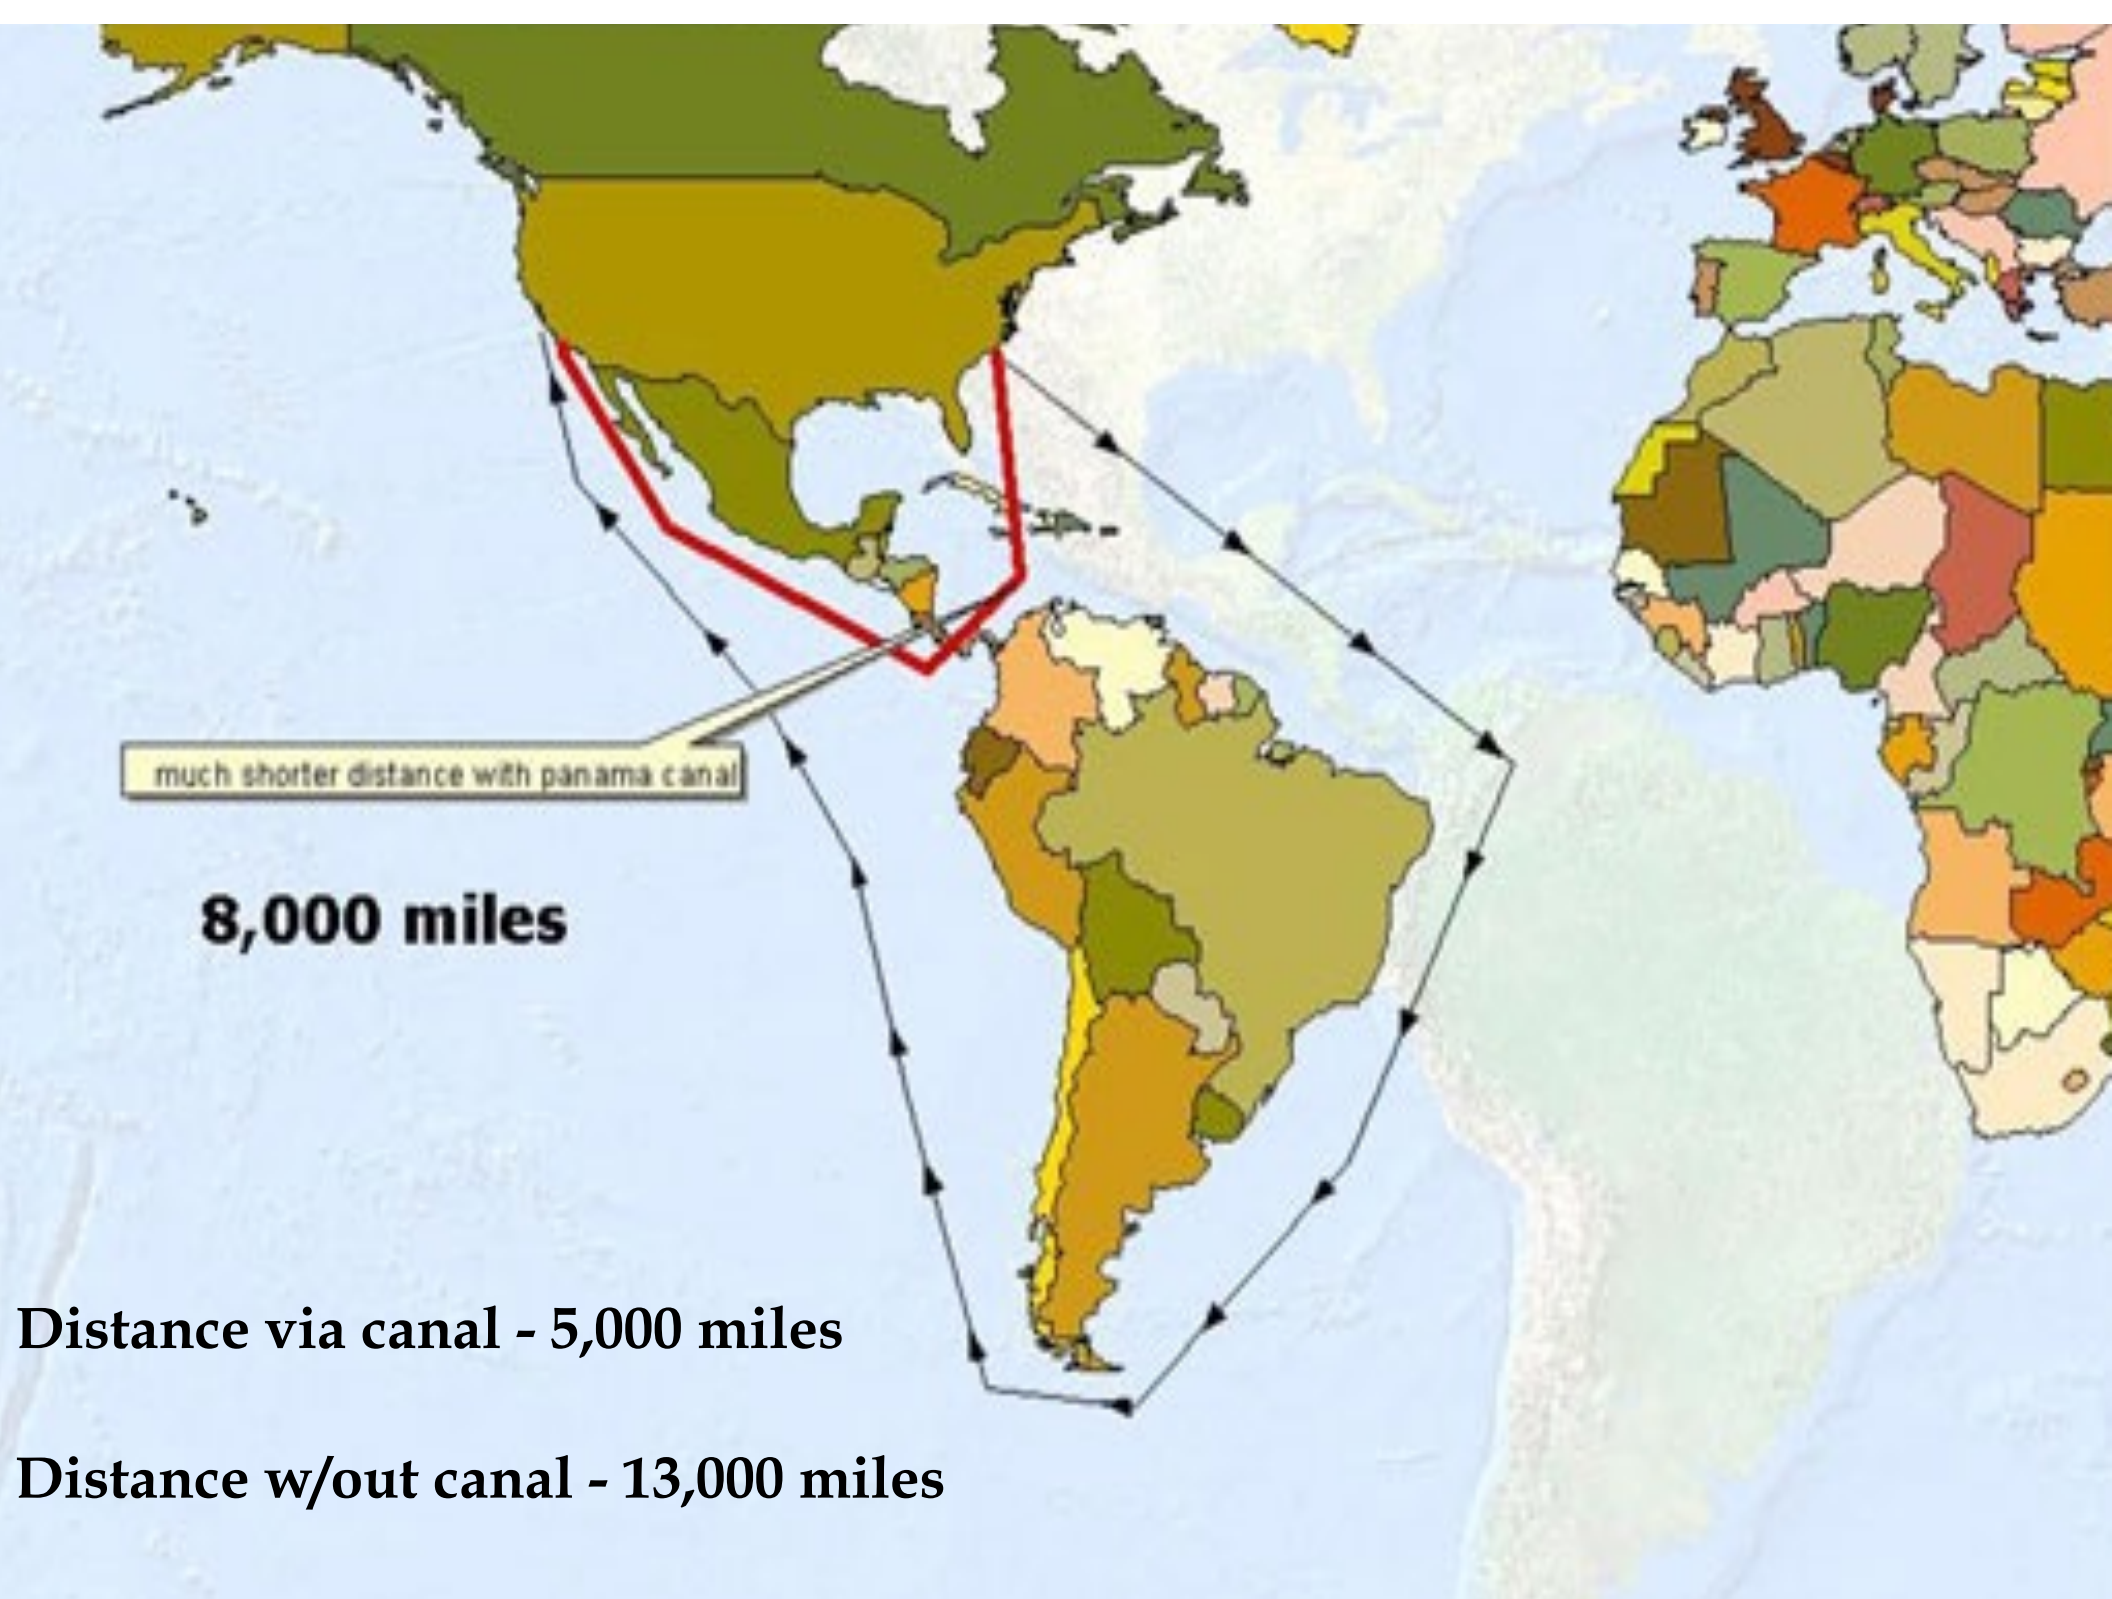 much shorter distance with panama canal
8,000 miles
Distance via canal - 5,000 miles
Distance w/out canal - 13,000 miles